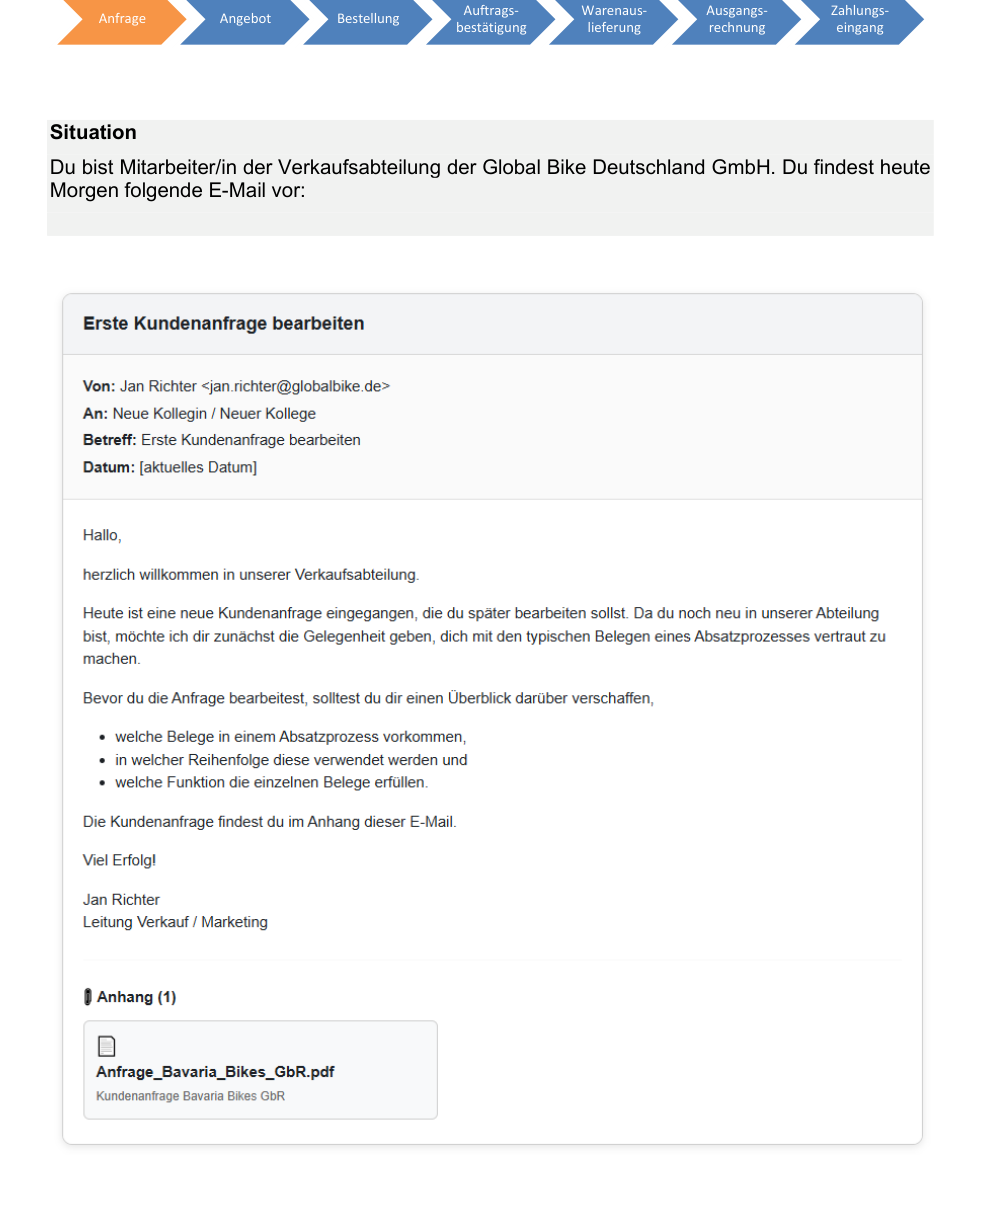 Anfrage
Angebot
Bestellung
Auftrags-
bestätigung
Warenaus-
lieferung
Ausgangs-
rechnung
Zahlungs-
eingang
Situation
Du bist Mitarbeiter/in der Verkaufsabteilung der Global Bike Deutschland GmbH. Du findest heute
Morgen folgende E-Mail vor:
Erste Kundenanfrage bearbeiten
Von: Jan Richter <jan.richter@globalbike.de>
An: Neue Kollegin / Neuer Kollege
Betreff: Erste Kundenanfrage bearbeiten
Datum: [aktuelles Datum]
Hallo,
herzlich willkommen in unserer Verkaufsabteilung.
Heute ist eine neue Kundenanfrage eingegangen, die du später bearbeiten sollst. Da du noch neu in unserer Abteilung
bist, möchte ich dir zunächst die Gelegenheit geben, dich mit den typischen Belegen eines Absatzprozesses vertraut zu
machen.
Bevor du die Anfrage bearbeitest, solltest du dir einen Überblick darüber verschaffen,
• welche Belege in einem Absatzprozess vorkommen,
• in welcher Reihenfolge diese verwendet werden und
• welche Funktion die einzelnen Belege erfüllen.
Die Kundenanfrage findest du im Anhang dieser E-Mail.
Viel Erfolg!
Jan Richter
Leitung Verkauf / Marketing
Anhang (1)
Anfrage_Bavaria_Bikes_GbR.pdf
Kundenanfrage Bavaria Bikes GbR